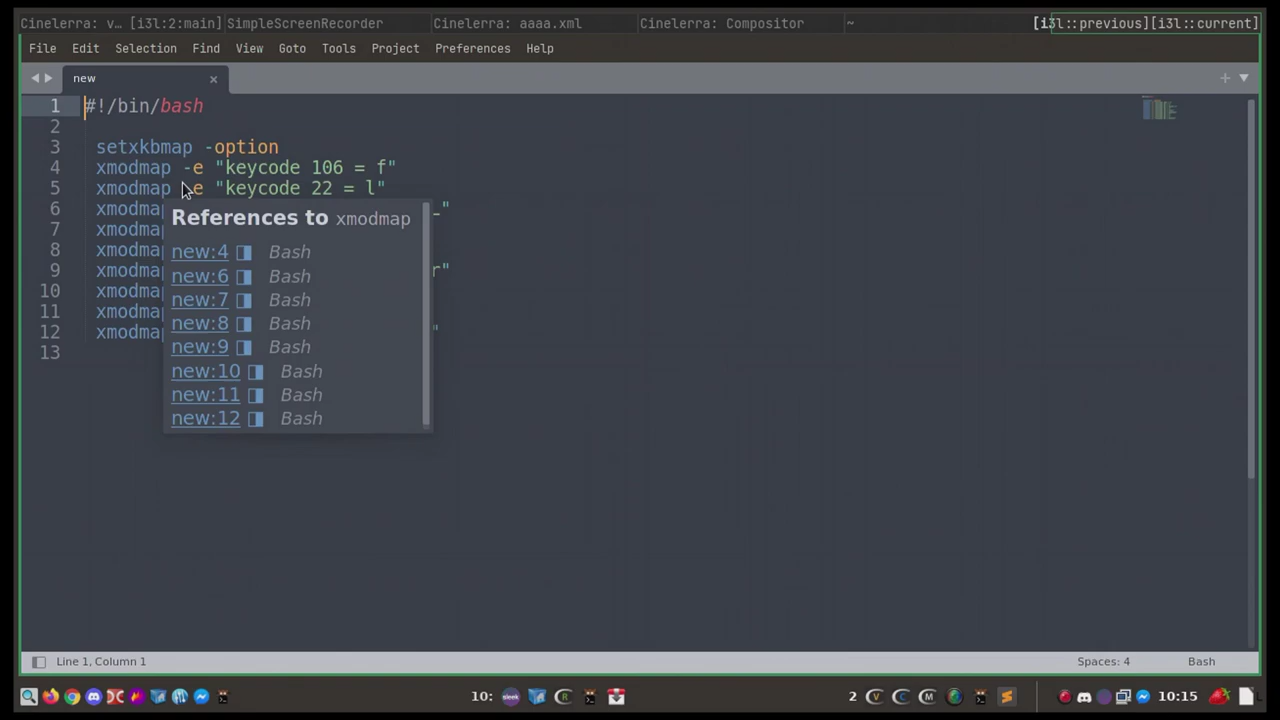 Cinelerra: v... [i3l:2:main] SimpleScreenRecorder Cinelerra: aaaa.xml Cinelerra: Compositor ~ [i3l::previous][i3l::current]
File Edit Selection Find View Goto Tools Project Preferences Help
new
1 #!/bin/bash
2
3 setxkbmap -option
4 xmodmap -e "keycode 106 = f"
5 xmodmap -e "keycode 22 = l"
6 xmodma _"
7 xmodma
8 xmodma
9 xmodma r"
10 xmodma
11 xmodma
12 xmodma "
13
References to xmodmap
new:4 Bash
new:6 Bash
new:7 Bash
new:8 Bash
new:9 Bash
new:10 Bash
new:11 Bash
new:12 Bash
Line 1, Column 1 Spaces: 4 Bash
10: sleek R 2 V C M 10:15